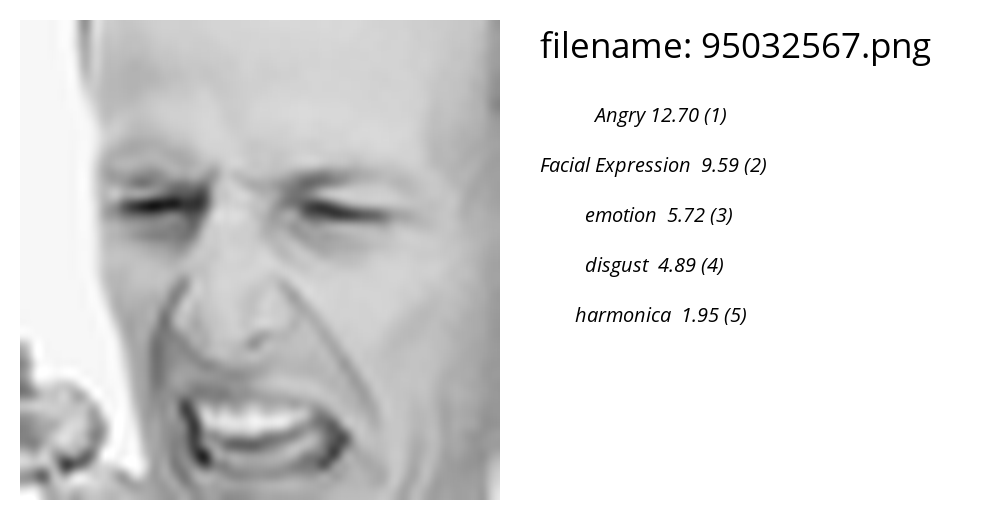 filename: 95032567.png
Angry 12.70 (1)
Facial Expression 9.59 (2)
emotion 5.72 (3)
disgust 4.89 (4)
harmonica 1.95 (5)